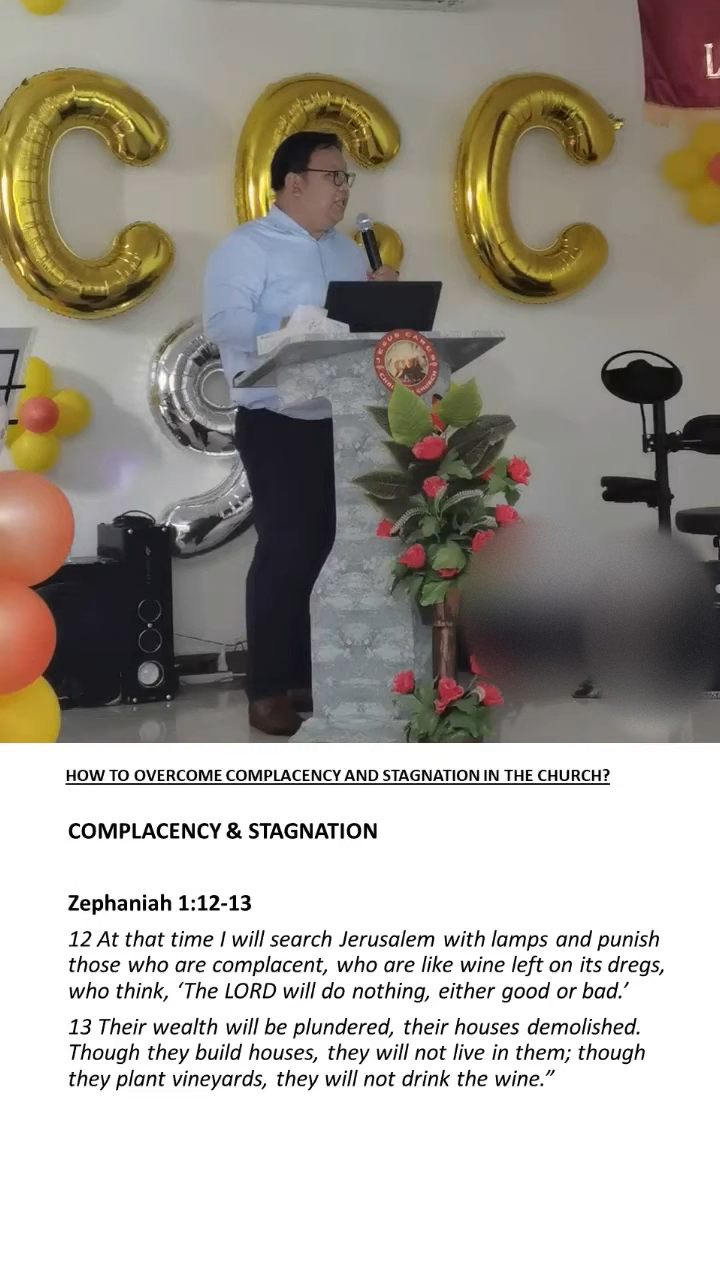 C C C
9
L
JESUS CARES
CHURCH
HOW TO OVERCOME COMPLACENCY AND STAGNATION IN THE CHURCH?
COMPLACENCY & STAGNATION
Zephaniah 1:12-13
12 At that time I will search Jerusalem with lamps and punish
those who are complacent, who are like wine left on its dregs,
who think, ‘The LORD will do nothing, either good or bad.’
13 Their wealth will be plundered, their houses demolished.
Though they build houses, they will not live in them; though
they plant vineyards, they will not drink the wine.”